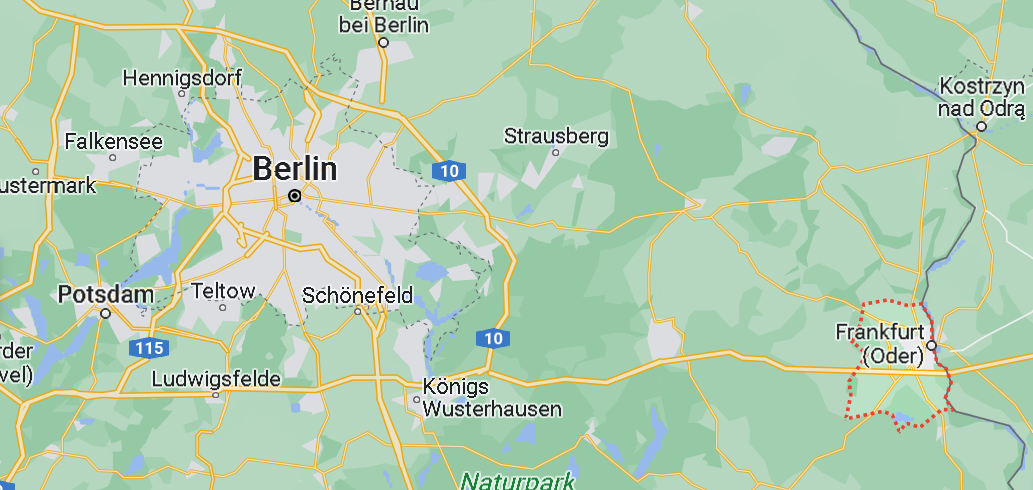 Bernau
bei Berlin
Hennigsdorf
Kostrzyn
nad Odrą
Falkensee
Strausberg
Berlin
10
ustermark
Potsdam
Teltow
Schönefeld
Frankfurt
(Oder)
10
115
rder
vel)
Ludwigsfelde
Königs
Wusterhausen
Naturpark